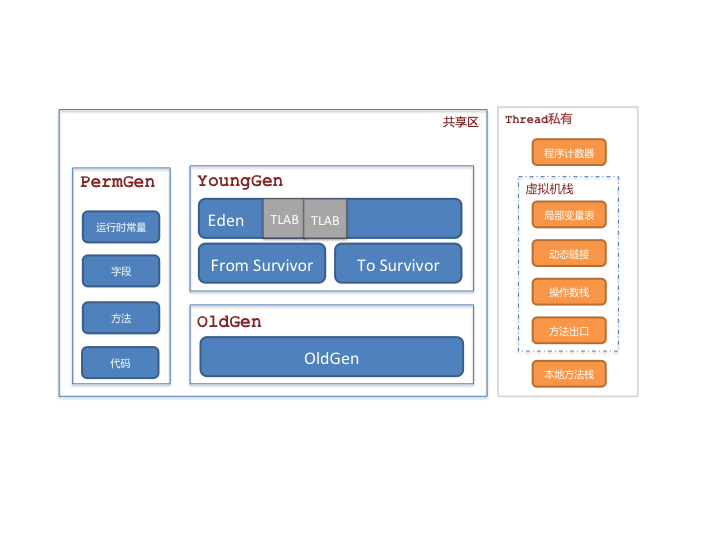 共享区
PermGen
运行时常量
字段
方法
代码
YoungGen
Eden
TLAB
TLAB
From Survivor
To Survivor
OldGen
OldGen
Thread私有
程序计数器
虚拟机栈
局部变量表
动态链接
操作数栈
方法出口
本地方法栈